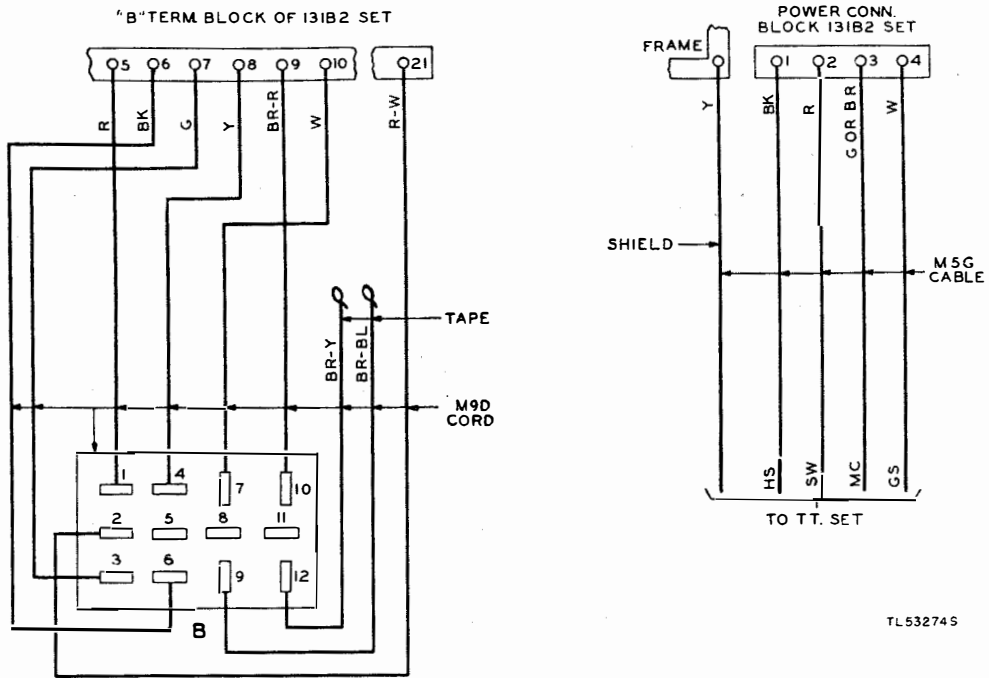 "B" TERM BLOCK OF 131B2 SET
5 6 7 8 9 10 21
R BK G Y BR-R W R-W
BR-Y BR-BL
TAPE
M9D
CORD
1 4 7 10
2 5 8 11
3 6 9 12
B
POWER CONN.
BLOCK 131B2 SET
FRAME
1 2 3 4
Y BK R G OR BR W
SHIELD
M5G
CABLE
HS SW MC GS
TO TT. SET
TL53274S